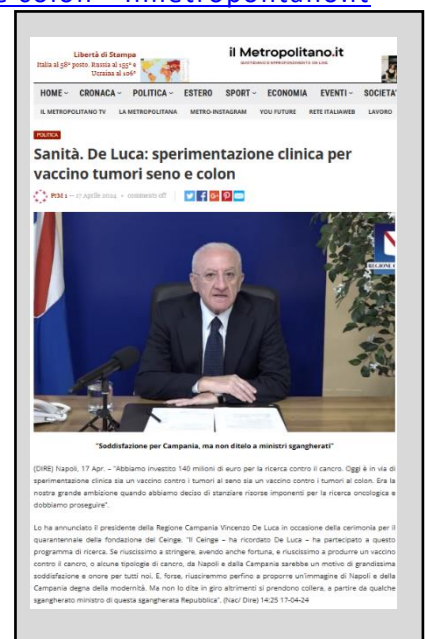 e colon - ilmetropolitano.it
Libertà di Stampa
Italia al 58° posto. Russia al 155° e
Ucraina al 106°
il Metropolitano.it
QUOTIDIANO D'APPROFONDIMENTO ON LINE
HOME CRONACA POLITICA ESTERO SPORT ECONOMIA EVENTI SOCIETA'
IL METROPOLITANO TV LA METROPOLITANA METRO-INSTAGRAM YOU FUTURE RETE ITALIAWEB LAVORO
POLITICA
Sanità. De Luca: sperimentazione clinica per
vaccino tumori seno e colon
PJM 1 — 17 Aprile 2024 • comments off
REGIONE
"Soddisfazione per Campania, ma non ditelo a ministri sgangherati"
(DIRE) Napoli, 17 Apr. – "Abbiamo investito 140 milioni di euro per la ricerca contro il cancro. Oggi è in via di
sperimentazione clinica sia un vaccino contro i tumori al seno sia un vaccino contro i tumori al colon. Era la
nostra grande ambizione quando abbiamo deciso di stanziare risorse imponenti per la ricerca oncologica e
dobbiamo proseguire".
Lo ha annunciato il presidente della Regione Campania Vincenzo De Luca in occasione della cerimonia per il
quarantennale della fondazione del Ceinge. "Il Ceinge – ha ricordato De Luca – ha partecipato a questo
programma di ricerca. Se riuscissimo a stringere, avendo anche fortuna, e riuscissimo a produrre un vaccino
contro il cancro, o alcune tipologie di cancro, da Napoli e dalla Campania sarebbe un motivo di grandissima
soddisfazione e onore per tutti noi. E, forse, riusciremmo perfino a proporre un'immagine di Napoli e della
Campania degna della modernità. Ma non lo dite in giro altrimenti si prendono collera, a partire da qualche
sgangherato ministro di questa sgangherata Repubblica". (Nac/ Dire) 14:25 17-04-24